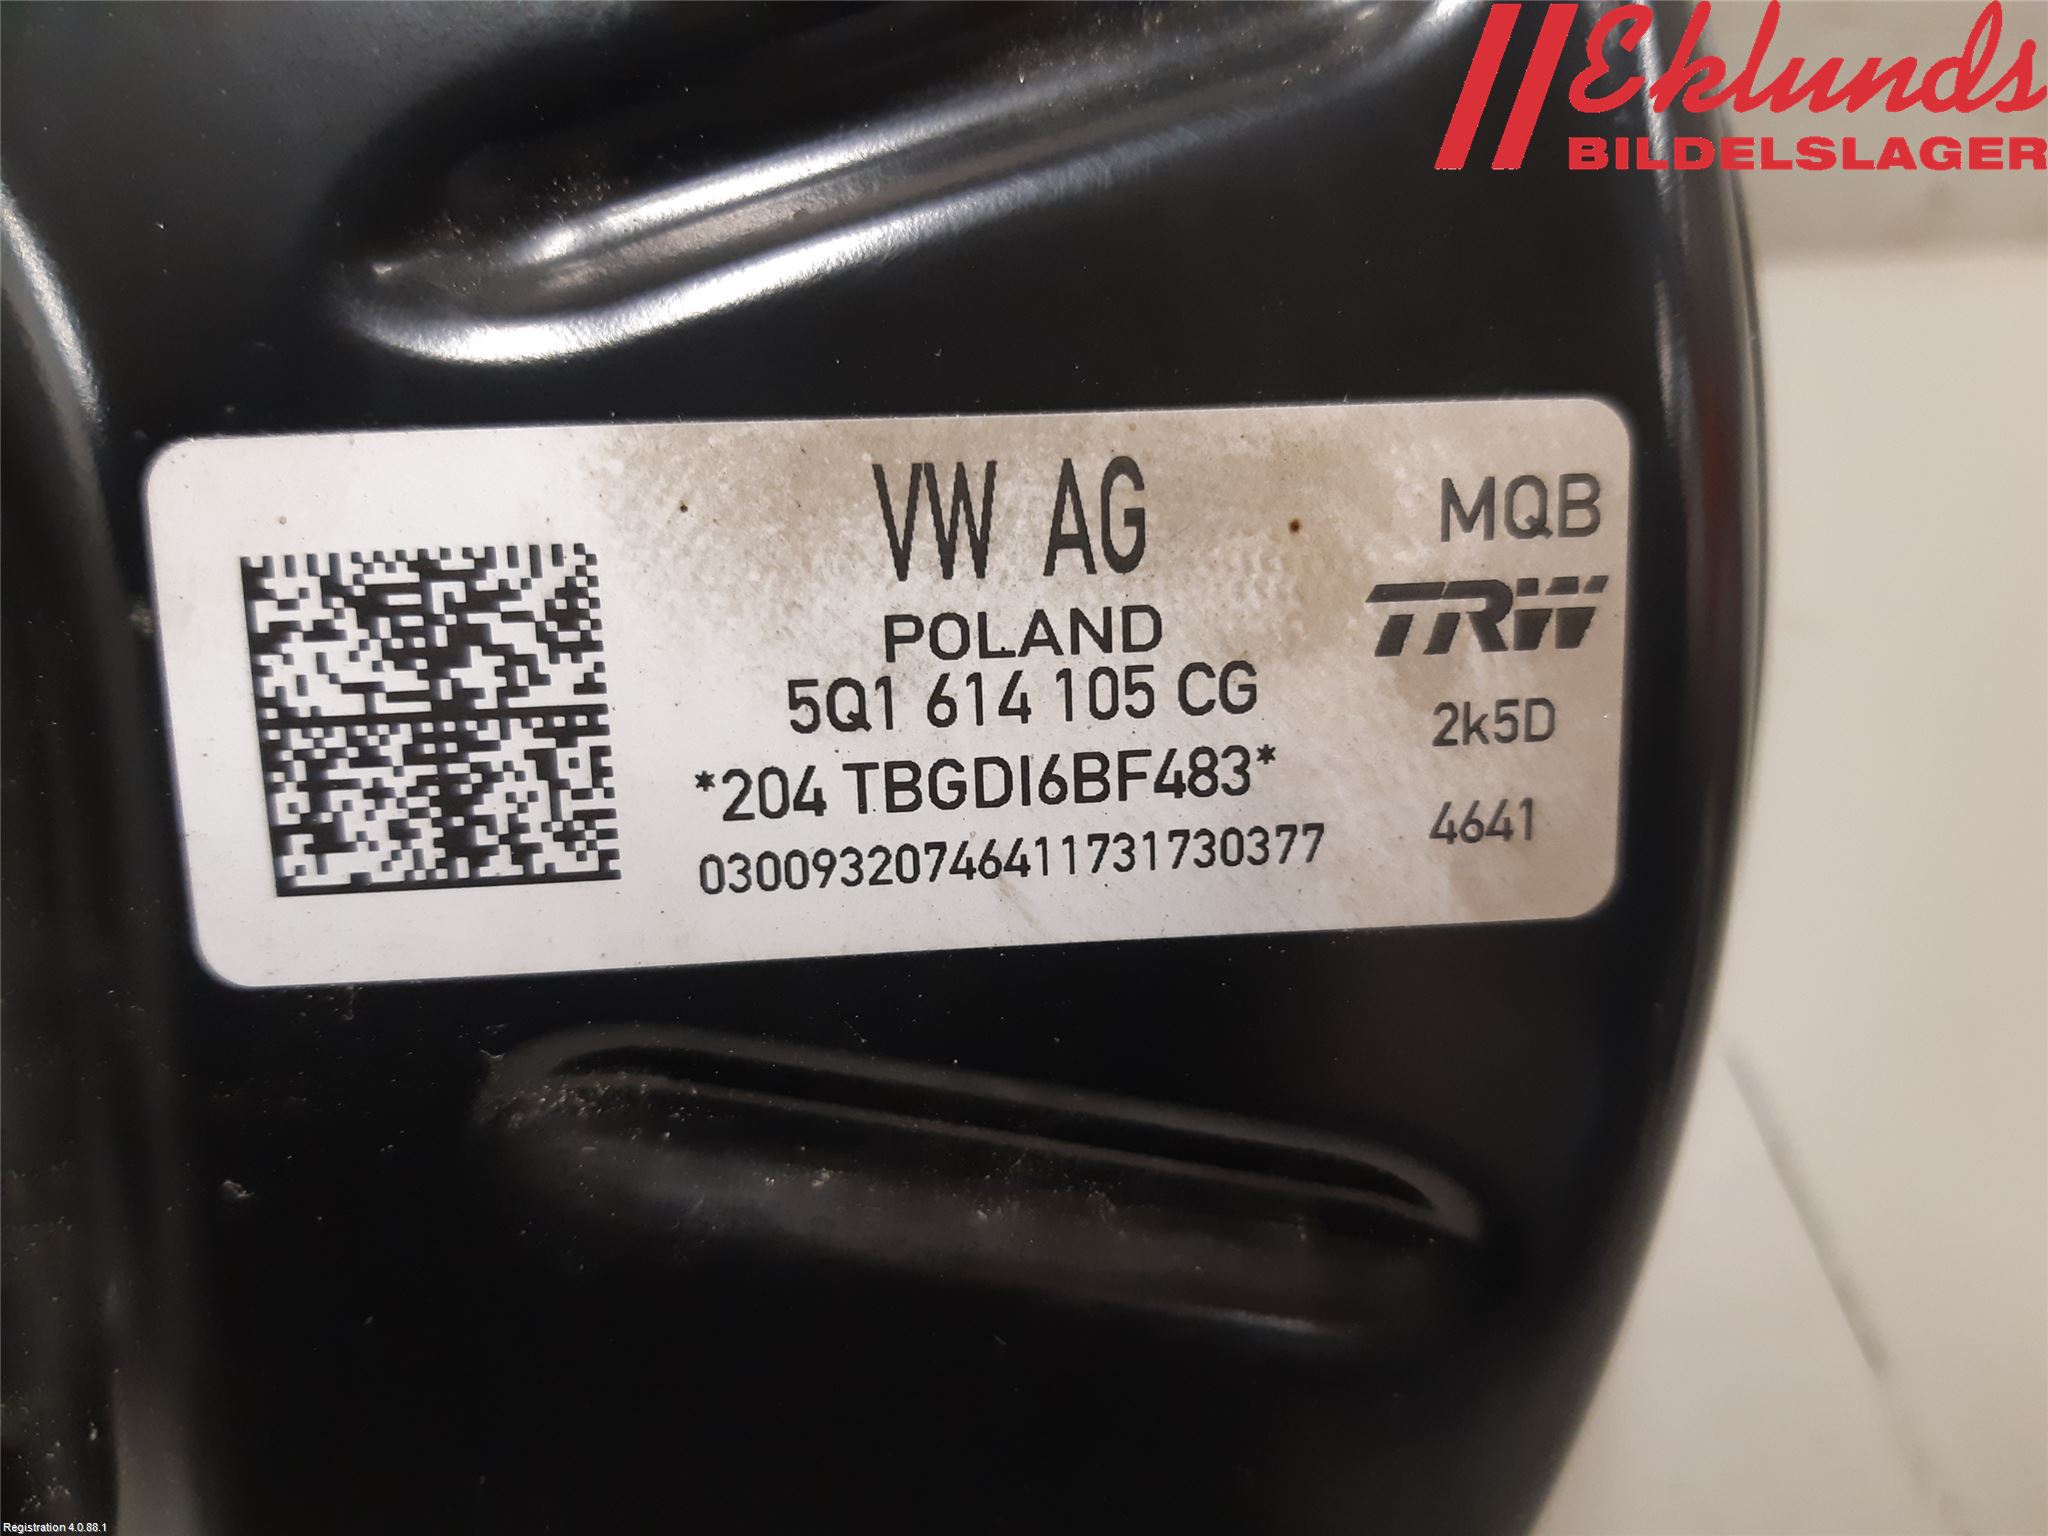 Eklunds
BILDELSLAGER
VW AG
MQB
POLAND
TRW
5Q1 614 105 CG
2k5D
*204 TBGDI6BF483*
4641
03009320746411731730377
Registration 4.0.88.1